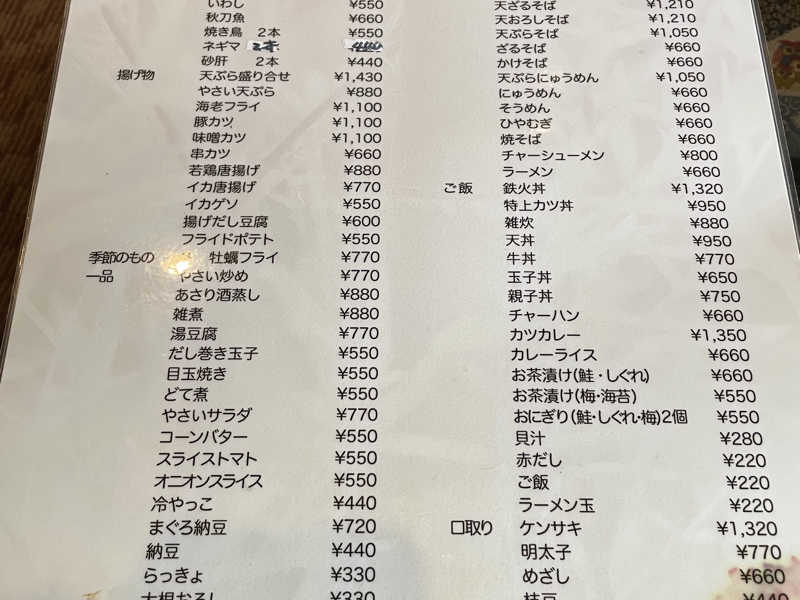 いわし ¥550
秋刀魚 ¥660
焼き鳥 2本 ¥550
ネギマ 2本
砂肝 2本 ¥440
揚げ物 天ぷら盛り合せ ¥1,430
やさい天ぷら ¥880
海老フライ ¥1,100
豚カツ ¥1,100
味噌カツ ¥1,100
串カツ ¥660
若鶏唐揚げ ¥880
イカ唐揚げ ¥770
イカゲソ ¥550
揚げだし豆腐 ¥600
フライドポテト ¥550
季節のもの 牡蠣フライ ¥770
一品 やさい炒め ¥770
あさり酒蒸し ¥880
雑煮 ¥880
湯豆腐 ¥770
だし巻き玉子 ¥550
目玉焼き ¥550
どて煮 ¥550
やさいサラダ ¥770
コーンバター ¥550
スライストマト ¥550
オニオンスライス ¥550
冷やっこ ¥440
まぐろ納豆 ¥720
納豆 ¥440
らっきょ ¥330
大根おろし ¥330
天ざるそば ¥1,210
天おろしそば ¥1,210
天ぷらそば ¥1,050
ざるそば ¥660
かけそば ¥660
天ぷらにゅうめん ¥1,050
にゅうめん ¥660
そうめん ¥660
ひやむぎ ¥660
焼そば ¥660
チャーシューメン ¥800
ラーメン ¥660
ご飯 鉄火丼 ¥1,320
特上カツ丼 ¥950
雑炊 ¥880
天丼 ¥950
牛丼 ¥770
玉子丼 ¥650
親子丼 ¥750
チャーハン ¥660
カツカレー ¥1,350
カレーライス ¥660
お茶漬け(鮭・しぐれ) ¥660
お茶漬け(梅・海苔) ¥550
おにぎり(鮭・しぐれ・梅)2個 ¥550
貝汁 ¥280
赤だし ¥220
ご飯 ¥220
ラーメン玉 ¥220
口取り ケンサキ ¥1,320
明太子 ¥770
めざし ¥660
枝豆 ¥440